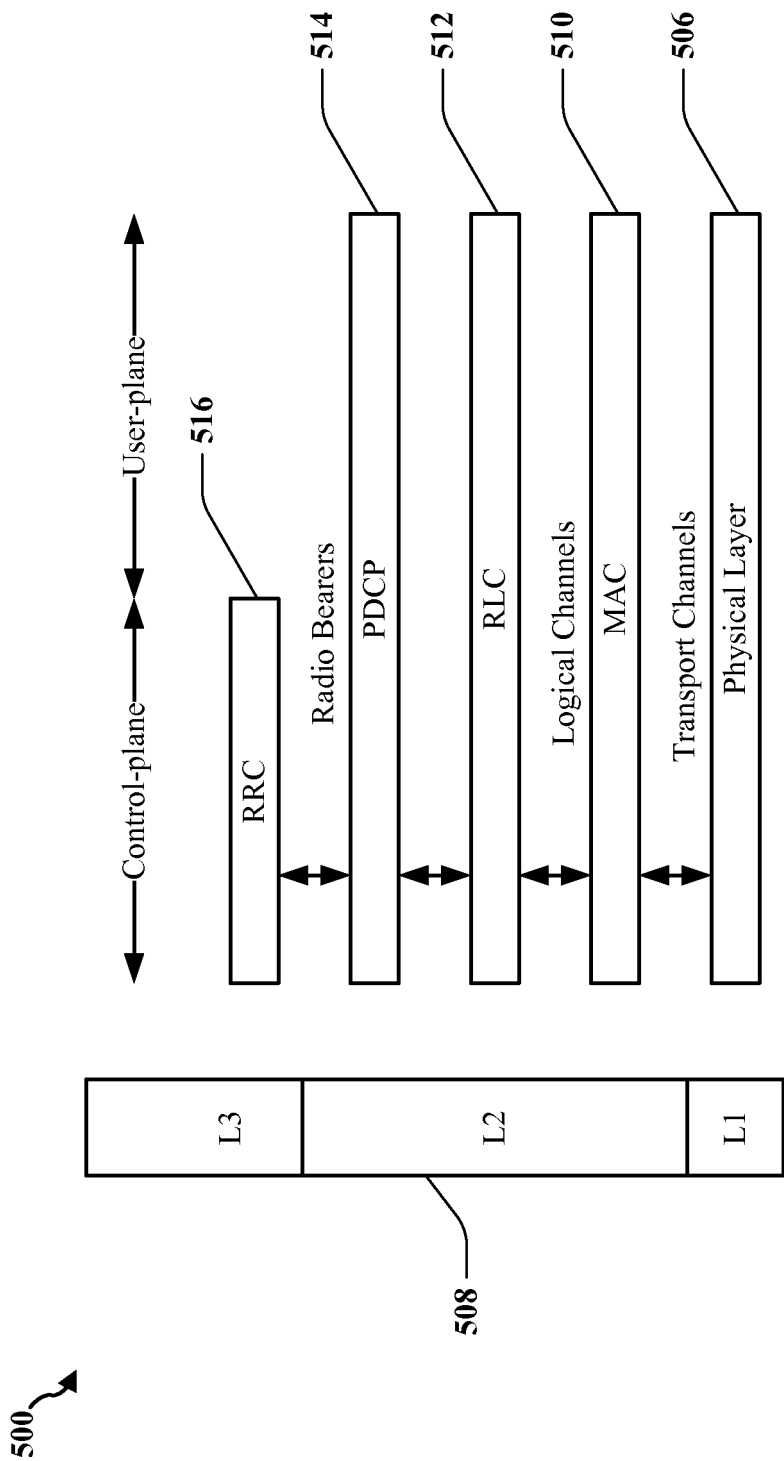 500
Control-plane
User-plane
516
RRC
L3
Radio Bearers
514
PDCP
508
L2
512
RLC
Logical Channels
510
MAC
Transport Channels
506
L1
Physical Layer